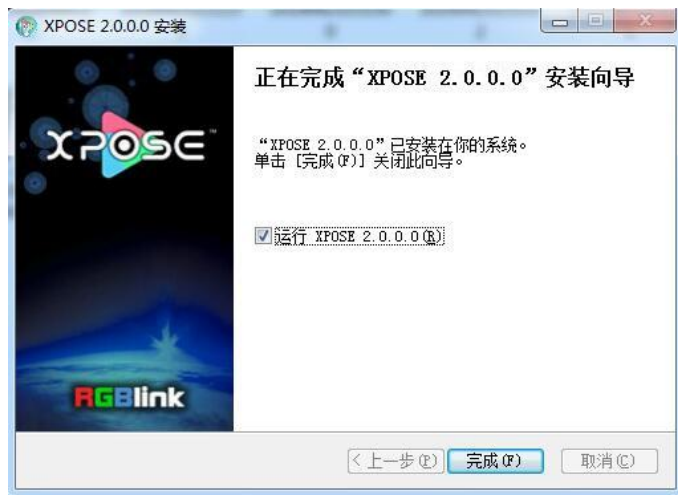 XPOSE 2.0.0.0 安装
XPOSE™
RGBlink
正在完成“XPOSE 2.0.0.0”安装向导
“XPOSE 2.0.0.0”已安装在你的系统。
单击 [完成(F)] 关闭此向导。
运行 XPOSE 2.0.0.0(R)
< 上一步(P) 完成(F) 取消(C)